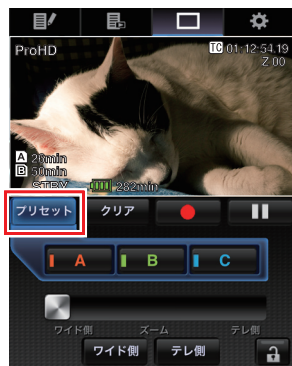 ProHD
TC 01:12:54.19
Z 00
A 20min
B 50min
STBY 282min
プリセット クリア
A B C
ワイド側 ズーム テレ側
ワイド側 テレ側